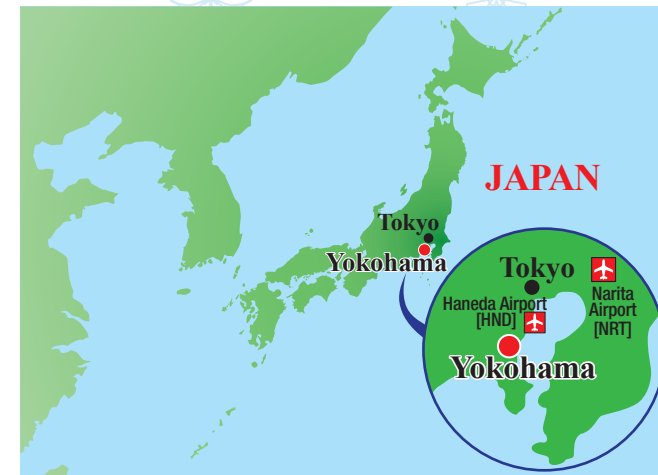 JAPAN
Tokyo
Yokohama
Tokyo
Haneda Airport
[HND]
Narita
Airport
[NRT]
Yokohama